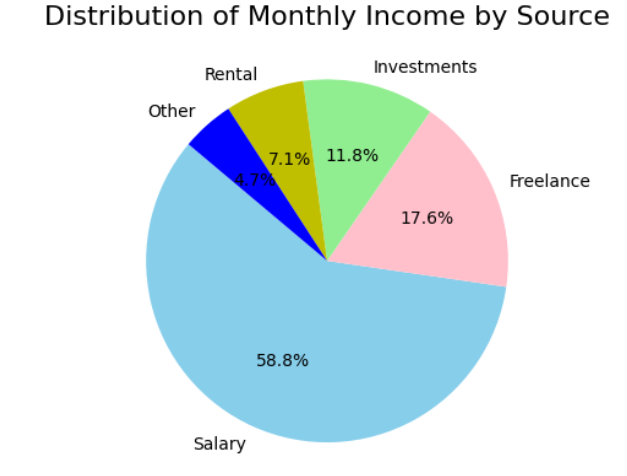 Distribution of Monthly Income by Source
Investments
Rental
Other
11.8%
7.1%
4.7%
Freelance
17.6%
58.8%
Salary